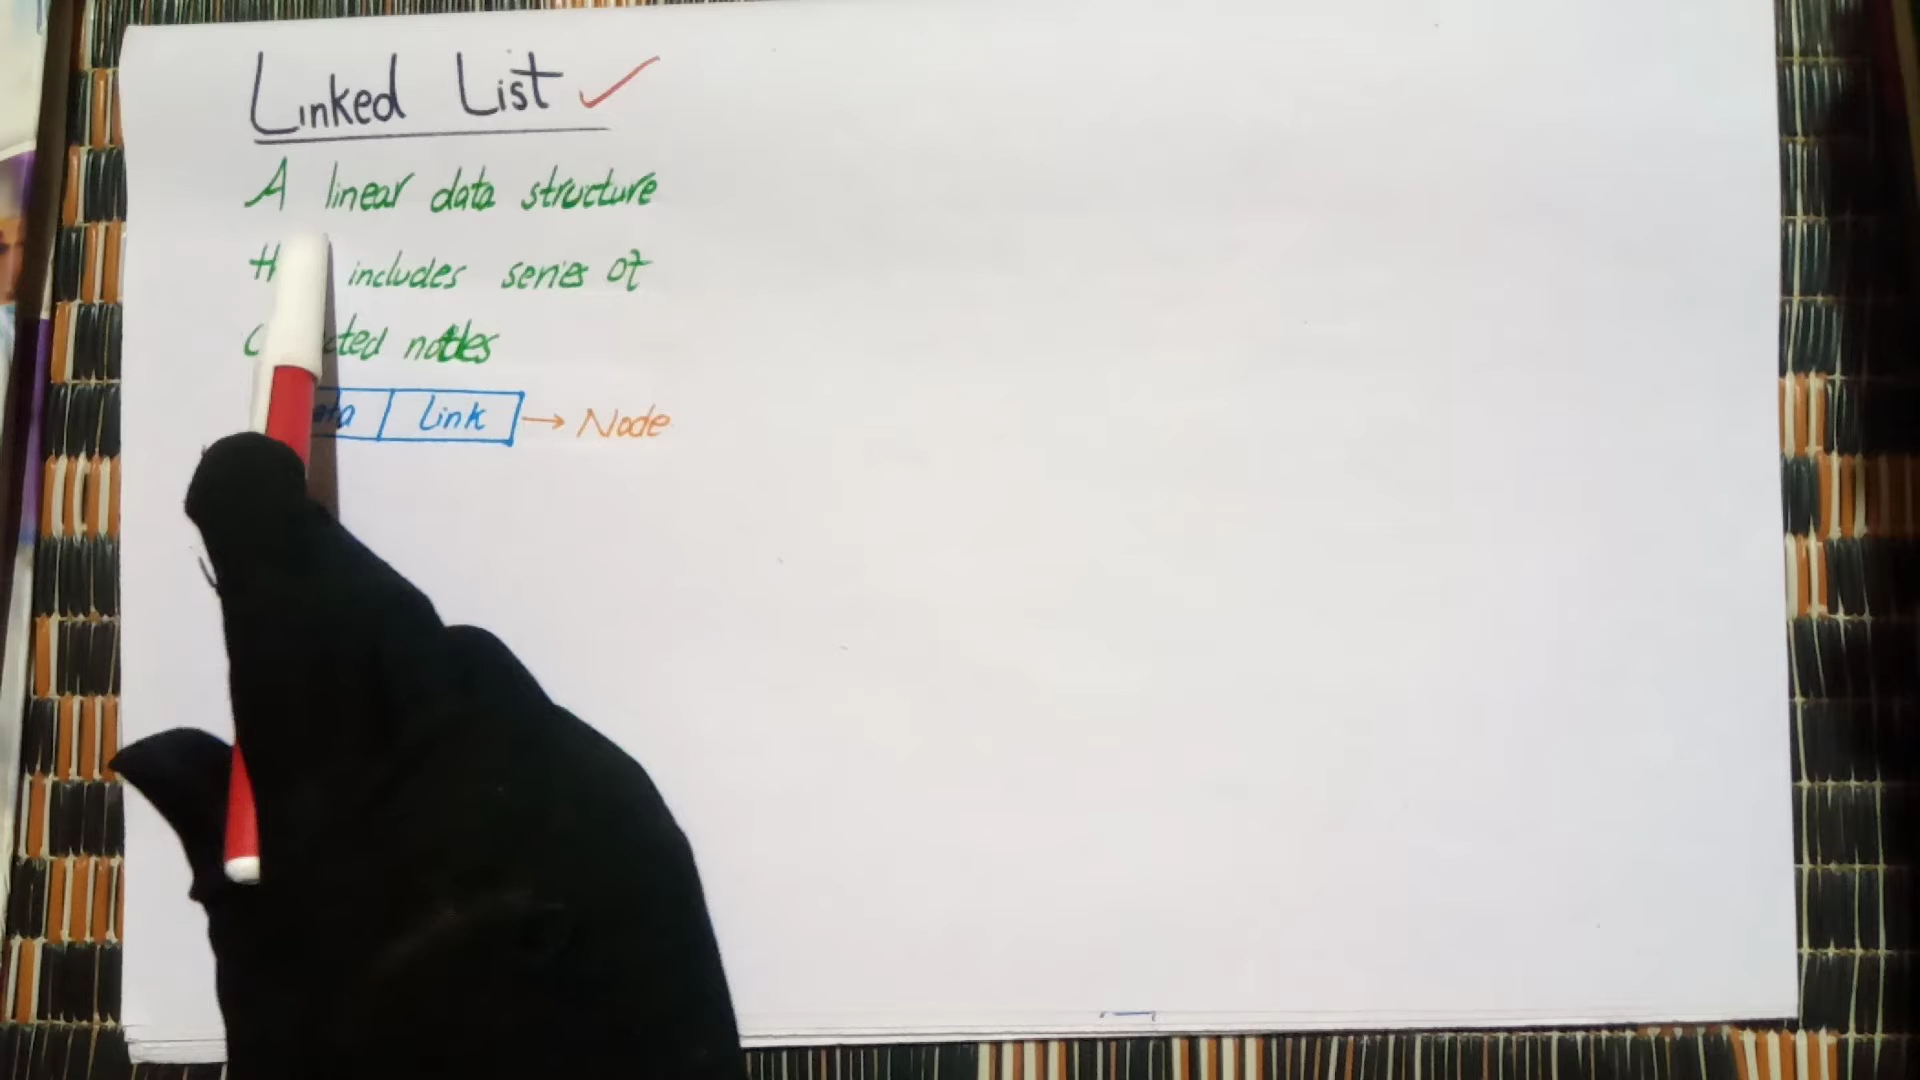 Linked List
A linear data structure
includes series of
nodes
Link → Node